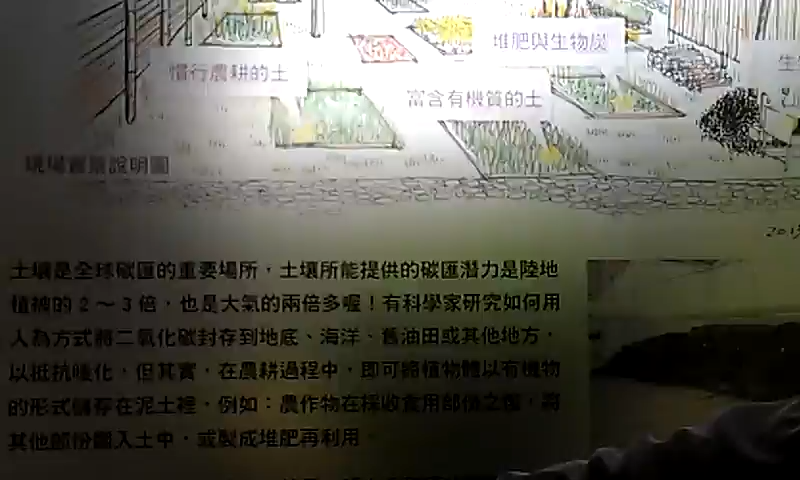 堆肥與生物炭
慣行農耕的土
富含有機質的土
現場實景說明圖
土壤是全球碳匯的重要場所，土壤所能提供的碳匯潛力是陸地
植被的２～３倍，也是大氣的兩倍多喔！有科學家研究如何用
人為方式將二氧化碳封存到地底、海洋、舊油田或其他地方，
以抵抗暖化，但其實，在農耕過程中，即可將植物體以有機物
的形式儲存在泥土裡，例如：農作物在採收食用部份之後，將
其他部份翻入土中，或製成堆肥再利用。